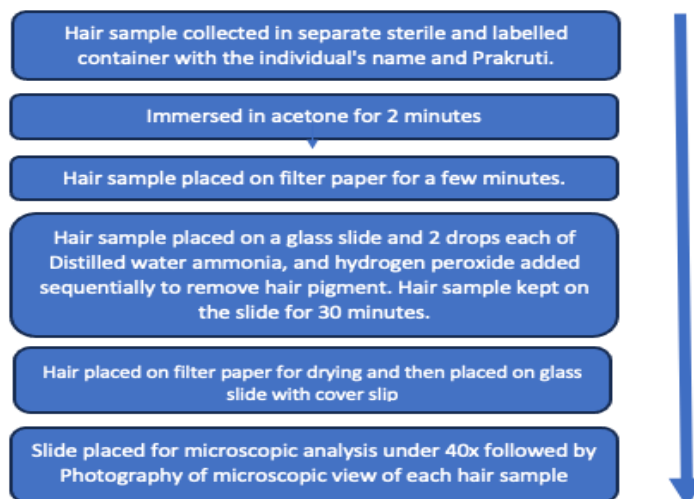 Hair sample collected in separate sterile and labelled
container with the individual's name and Prakruti.
Immersed in acetone for 2 minutes
Hair sample placed on filter paper for a few minutes.
Hair sample placed on a glass slide and 2 drops each of
Distilled water ammonia, and hydrogen peroxide added
sequentially to remove hair pigment. Hair sample kept on
the slide for 30 minutes.
Hair placed on filter paper for drying and then placed on glass
slide with cover slip
Slide placed for microscopic analysis under 40x followed by
Photography of microscopic view of each hair sample